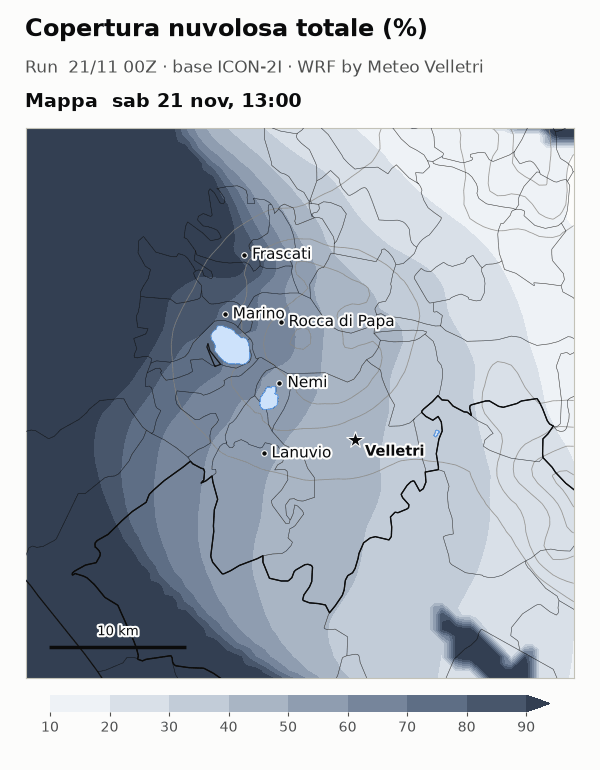 Copertura nuvolosa totale (%)
Run  21/11 00Z · base ICON-2I · WRF by Meteo Velletri
Mappa  sab 21 nov, 13:00
Frascati
Marino
Rocca di Papa
Nemi
Velletri
Lanuvio
10 km
10 20 30 40 50 60 70 80 90